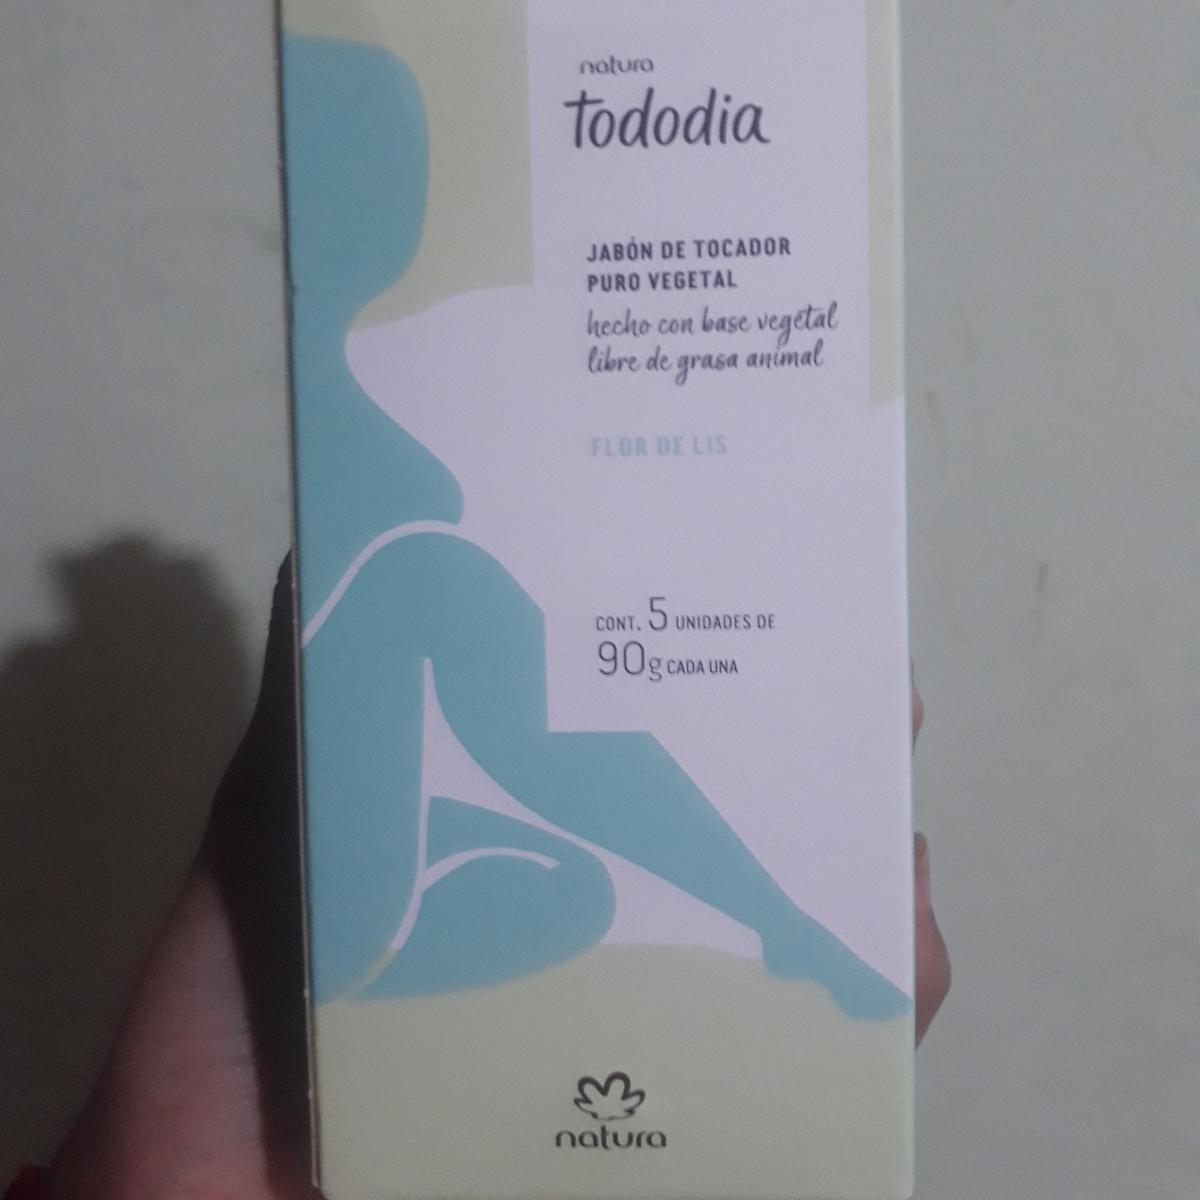 natura
tododia
JABÓN DE TOCADOR
PURO VEGETAL
hecho con base vegetal
libre de grasa animal
FLOR DE LIS
CONT. 5 UNIDADES DE
90g CADA UNA
natura